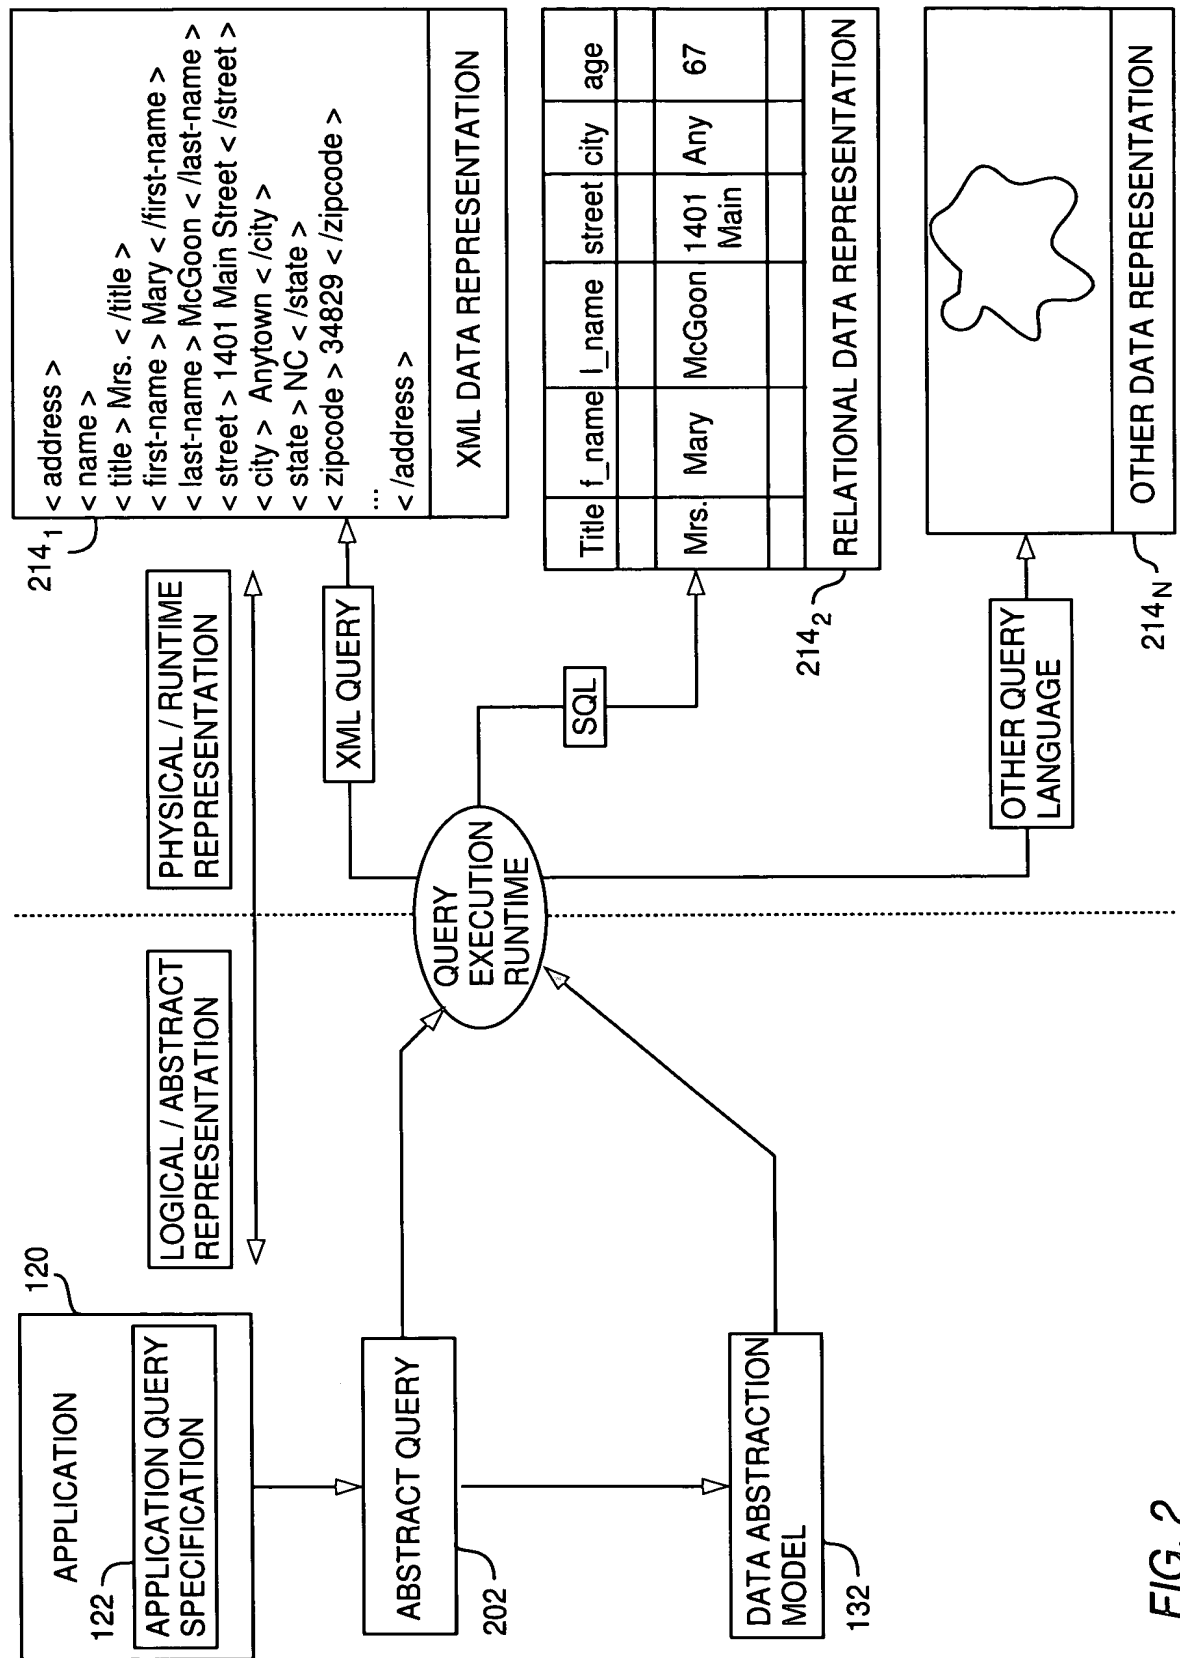 120
APPLICATION
122
APPLICATION QUERY
SPECIFICATION
LOGICAL / ABSTRACT
REPRESENTATION
PHYSICAL / RUNTIME
REPRESENTATION
ABSTRACT QUERY
202
DATA ABSTRACTION
MODEL
132
QUERY
EXECUTION
RUNTIME
XML QUERY
SQL
OTHER QUERY
LANGUAGE
214₁
< address >
< name >
< title > Mrs. < /title >
< first-name > Mary < /first-name >
< last-name > McGoon < /last-name >
< street > 1401 Main Street < /street >
< city > Anytown < /city >
< state > NC < /state >
< zipcode > 34829 < /zipcode >
...
< /address >
XML DATA REPRESENTATION
Title f_name l_name street city age
Mrs. Mary McGoon 1401 Main Any 67
RELATIONAL DATA REPRESENTATION
214₂
OTHER DATA REPRESENTATION
214N
FIG. 2